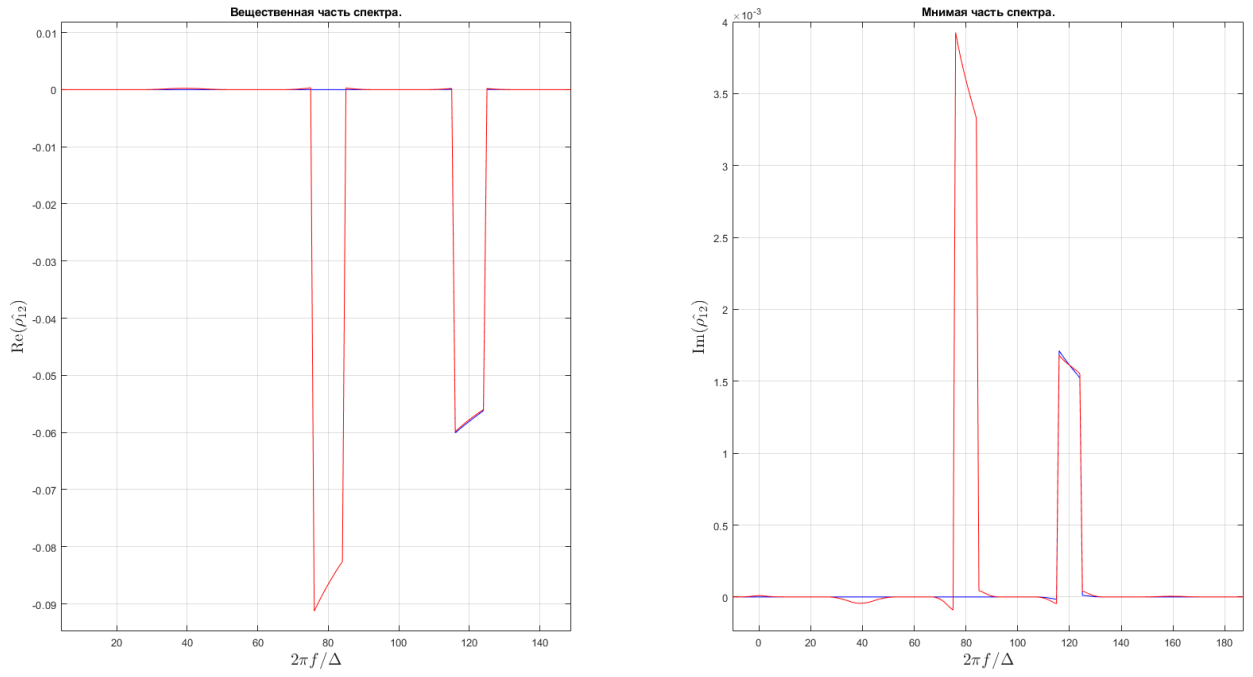 Вещественная часть спектра.
0.01
0
-0.01
-0.02
-0.03
-0.04
-0.05
-0.06
-0.07
-0.08
-0.09
Re(ρ̂₁₂)
20 40 60 80 100 120 140
2πf/Δ
Мнимая часть спектра.
×10⁻³
4
3.5
3
2.5
2
1.5
1
0.5
0
Im(ρ̂₁₂)
0 20 40 60 80 100 120 140 160 180
2πf/Δ